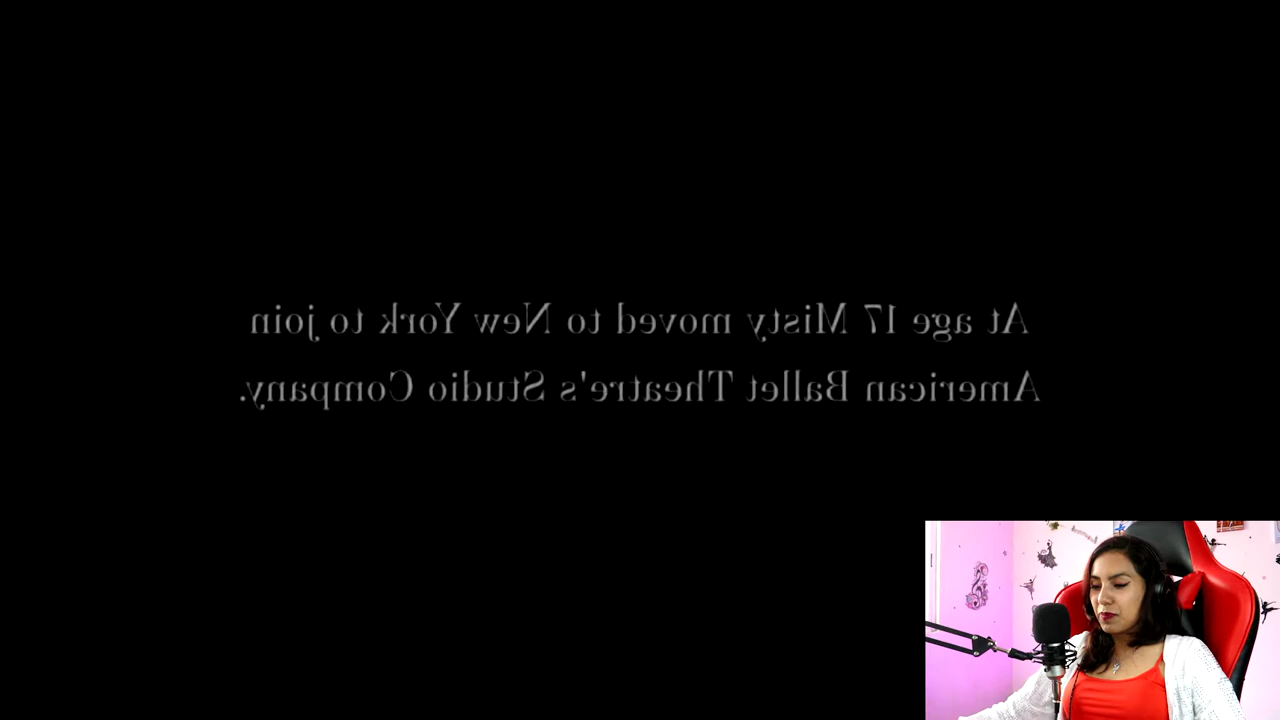 At age 17 Misty moved to New York to join
American Ballet Theatre's Studio Company.